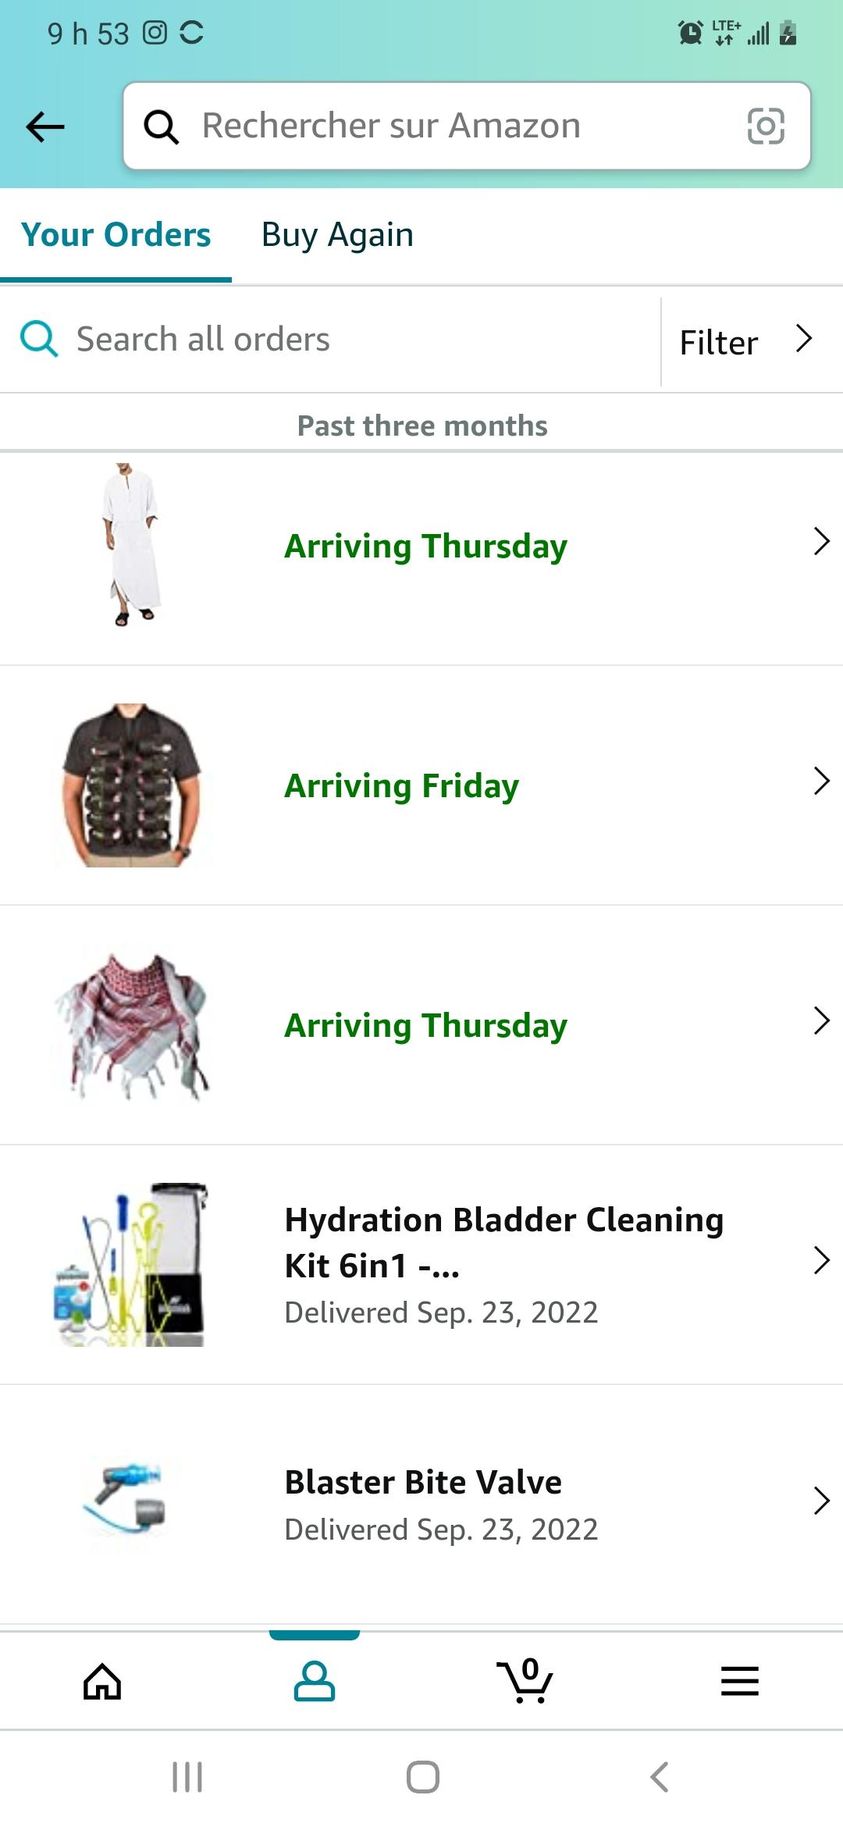 9 h 53
LTE+
Rechercher sur Amazon
Your Orders
Buy Again
Search all orders
Filter
Past three months
Arriving Thursday
Arriving Friday
Arriving Thursday
Hydration Bladder Cleaning
Kit 6in1 -...
Delivered Sep. 23, 2022
Blaster Bite Valve
Delivered Sep. 23, 2022
0